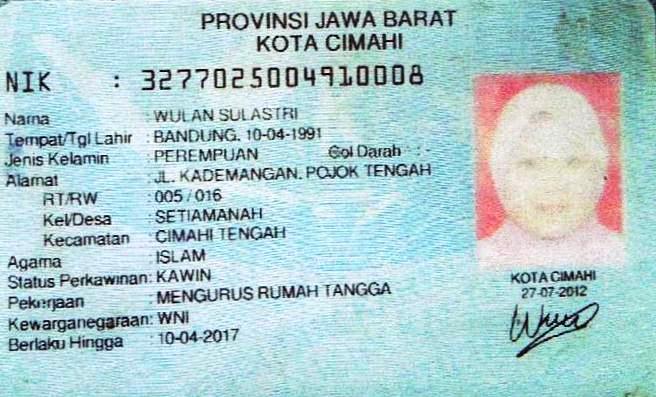 PROVINSI JAWA BARAT
KOTA CIMAHI
NIK : 3277025004910008
Nama : WULAN SULASTRI
Tempat/Tgl Lahir : BANDUNG, 10-04-1991
Jenis Kelamin : PEREMPUAN Gol Darah : -
Alamat : JL. KADEMANGAN. POJOK TENGAH
RT/RW : 005 / 016
Kel/Desa : SETIAMANAH
Kecamatan : CIMAHI TENGAH
Agama : ISLAM
Status Perkawinan: KAWIN
Pekerjaan : MENGURUS RUMAH TANGGA
Kewarganegaraan: WNI
Berlaku Hingga : 10-04-2017
KOTA CIMAHI
27-07-2012